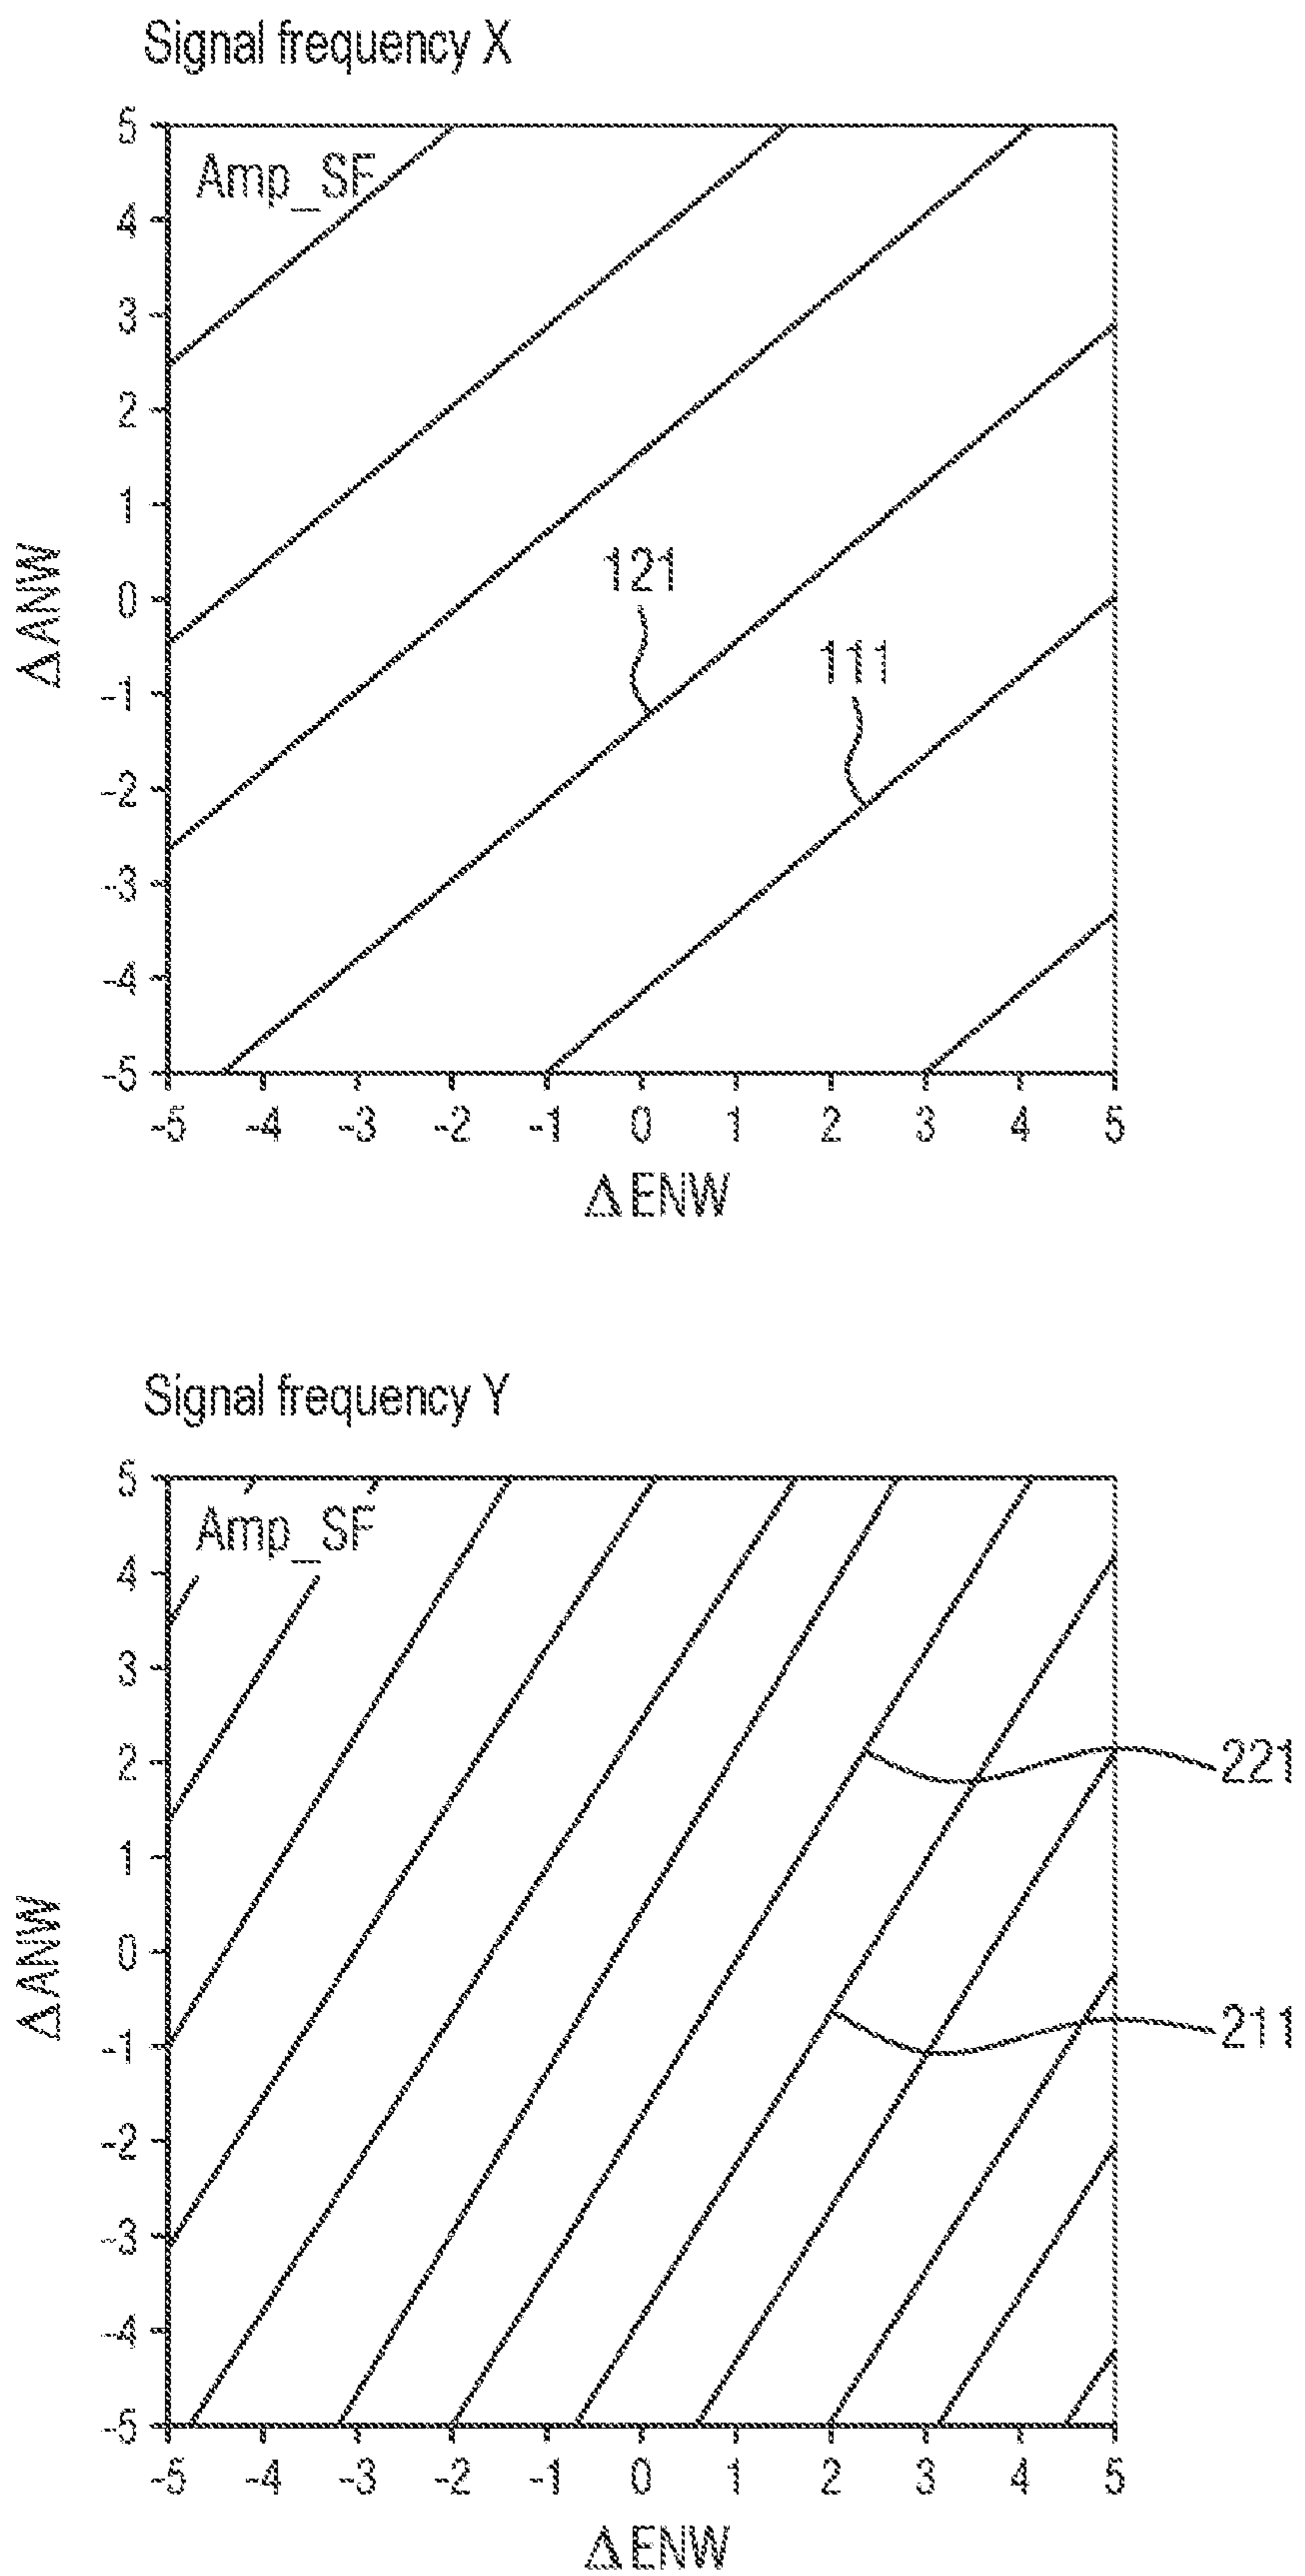 Signal frequency X
Amp_SF
5
4
3
2
1
0
-1
-2
-3
-4
-5
ΔANW
121
111
-5 -4 -3 -2 -1 0 1 2 3 4 5
ΔENW
Signal frequency Y
Amp_SF
5
4
3
2
1
0
-1
-2
-3
-4
-5
ΔANW
221
211
-5 -4 -3 -2 -1 0 1 2 3 4 5
ΔENW